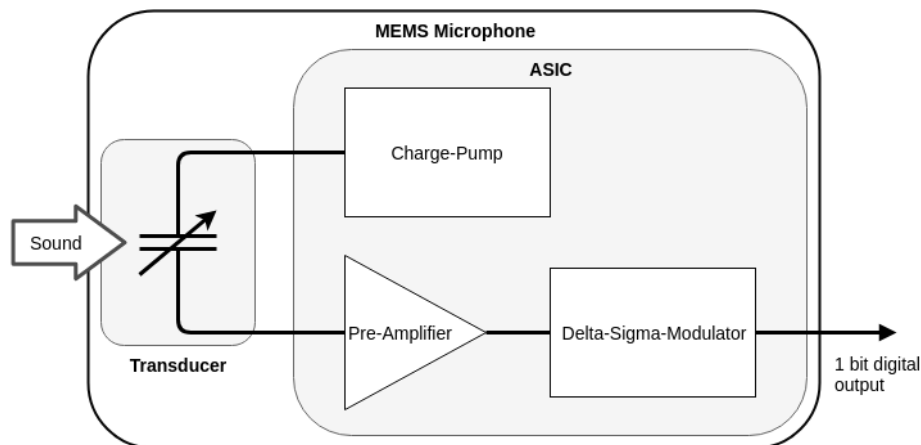 MEMS Microphone
ASIC
Charge-Pump
Sound
Pre-Amplifier
Delta-Sigma-Modulator
Transducer
1 bit digital
output